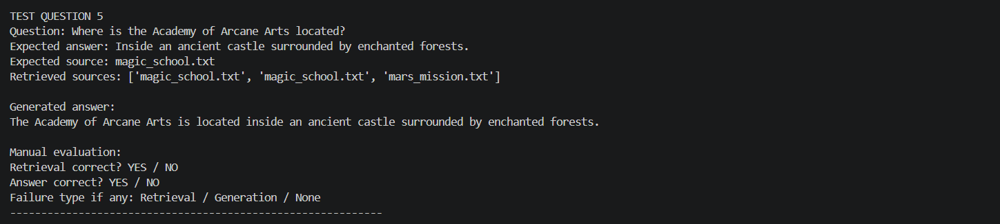 TEST QUESTION 5
Question: Where is the Academy of Arcane Arts located?
Expected answer: Inside an ancient castle surrounded by enchanted forests.
Expected source: magic_school.txt
Retrieved sources: ['magic_school.txt', 'magic_school.txt', 'mars_mission.txt']
Generated answer:
The Academy of Arcane Arts is located inside an ancient castle surrounded by enchanted forests.
Manual evaluation:
Retrieval correct? YES / NO
Answer correct? YES / NO
Failure type if any: Retrieval / Generation / None
------------------------------------------------------------